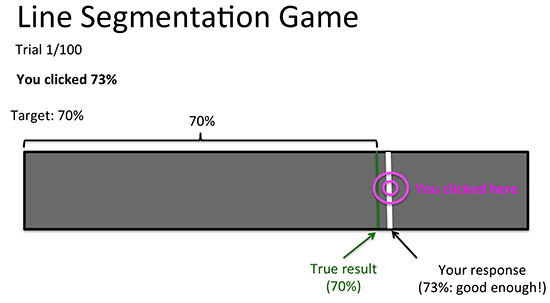 Line Segmentation Game
Trial 1/100
You clicked 73%
Target: 70%
70%
You clicked here
True result
(70%)
Your response
(73%: good enough!)